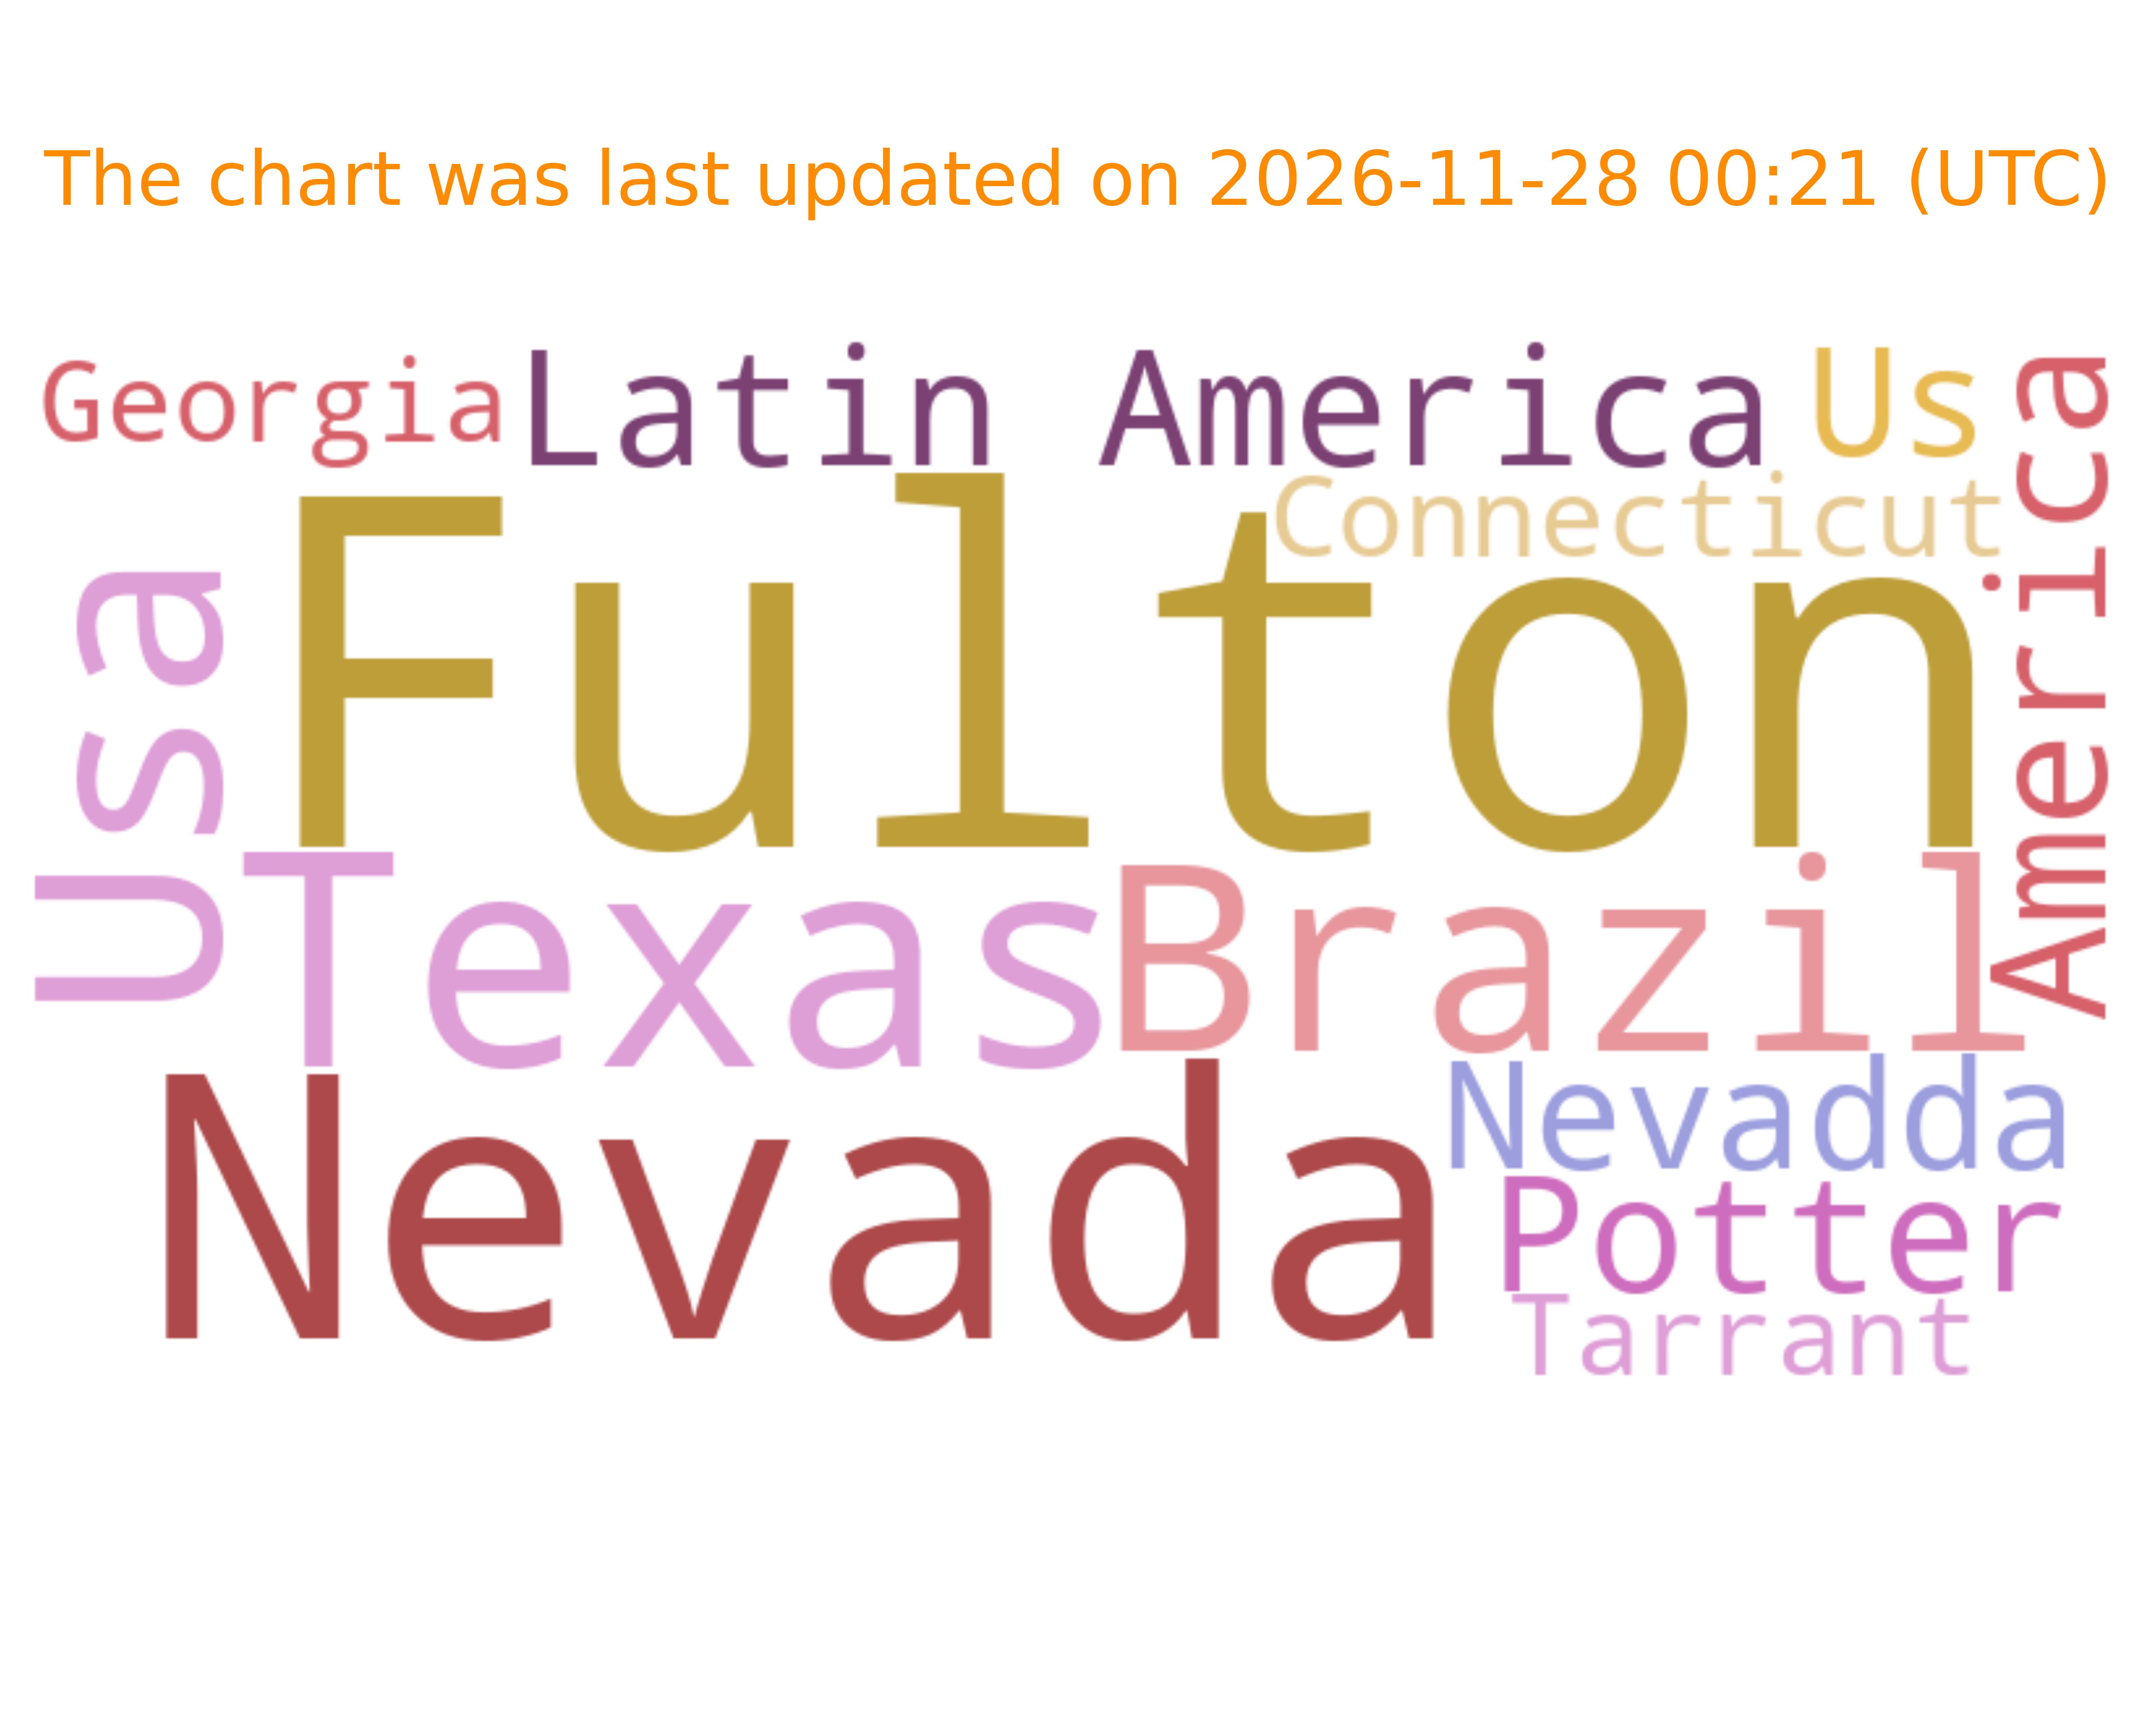 The chart was last updated on 2026-11-28 00:21 (UTC)
Georgia
Latin America
Us
Connecticut
America
Fulton
Usa
Texas
Brazil
Nevada
Nevadda
Potter
Tarrant